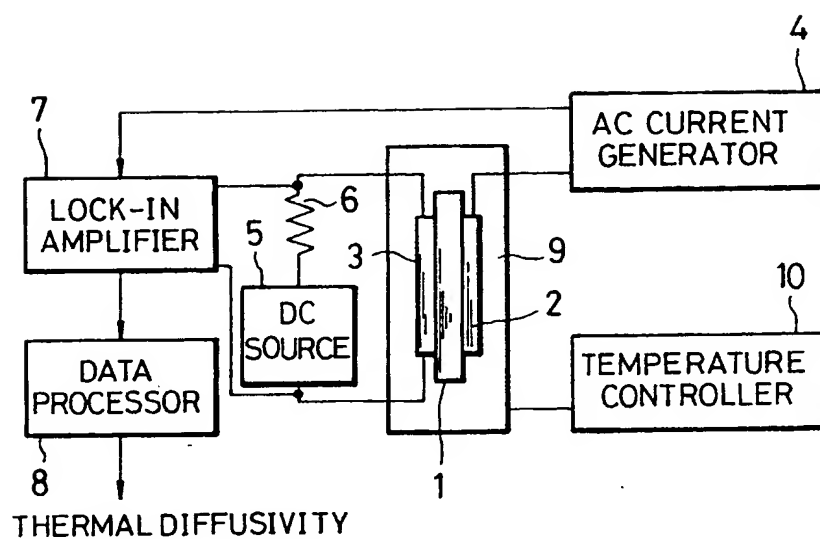 4
7
AC CURRENT
GENERATOR
LOCK-IN
AMPLIFIER
6
5
3
9
DC
SOURCE
2
10
DATA
PROCESSOR
TEMPERATURE
CONTROLLER
8
1
THERMAL DIFFUSIVITY